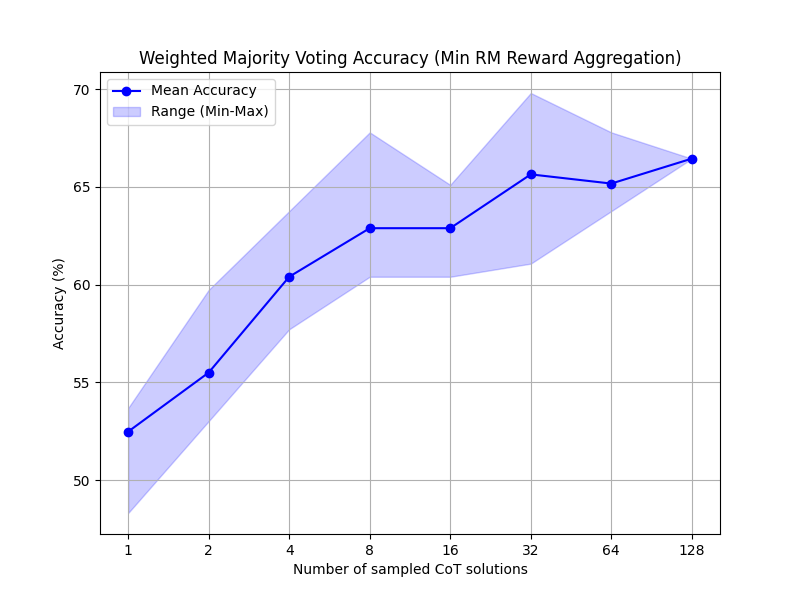 Weighted Majority Voting Accuracy (Min RM Reward Aggregation)
Mean Accuracy
Range (Min-Max)
Accuracy (%)
70
65
60
55
50
1 2 4 8 16 32 64 128
Number of sampled CoT solutions